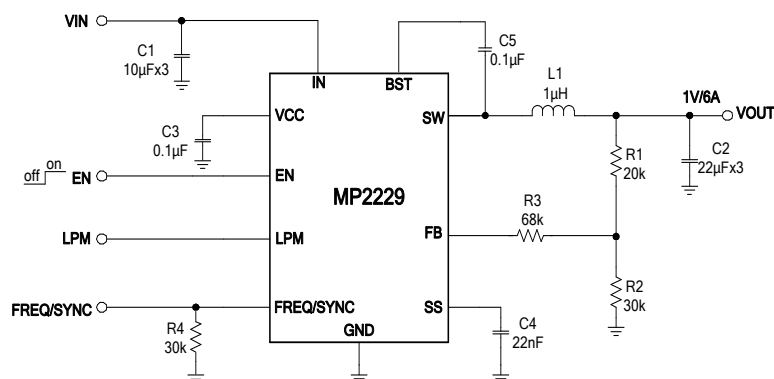 VIN
C1
10µFx3
C5
0.1µF
IN
BST
L1
1µH
1V/6A
VOUT
C3
0.1µF
VCC
SW
C2
22µFx3
R1
20k
off on EN
EN
MP2229
R3
68k
LPM
LPM
FB
R2
30k
FREQ/SYNC
FREQ/SYNC
SS
R4
30k
GND
C4
22nF